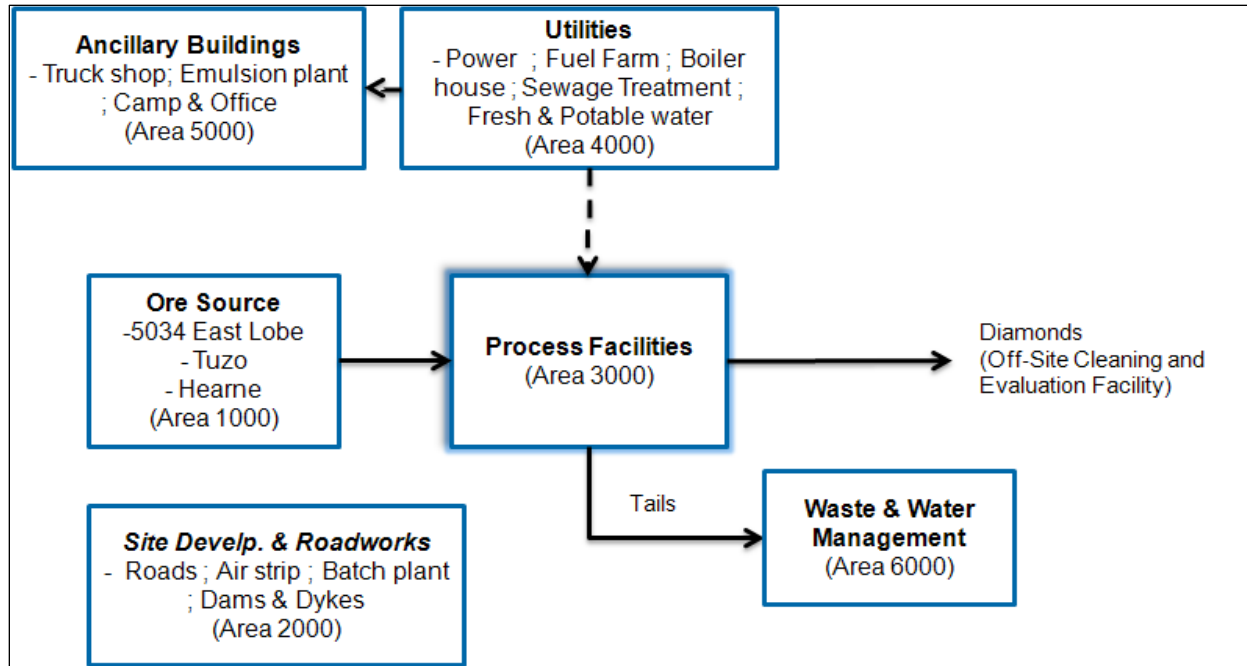 Ancillary Buildings
- Truck shop; Emulsion plant
; Camp & Office
(Area 5000)
Utilities
- Power ; Fuel Farm ; Boiler
house ; Sewage Treatment ;
Fresh & Potable water
(Area 4000)
Ore Source
-5034 East Lobe
- Tuzo
- Hearne
(Area 1000)
Process Facilities
(Area 3000)
Diamonds
(Off-Site Cleaning and
Evaluation Facility)
Tails
Waste & Water
Management
(Area 6000)
Site Develp. & Roadworks
- Roads ; Air strip ; Batch plant
; Dams & Dykes
(Area 2000)